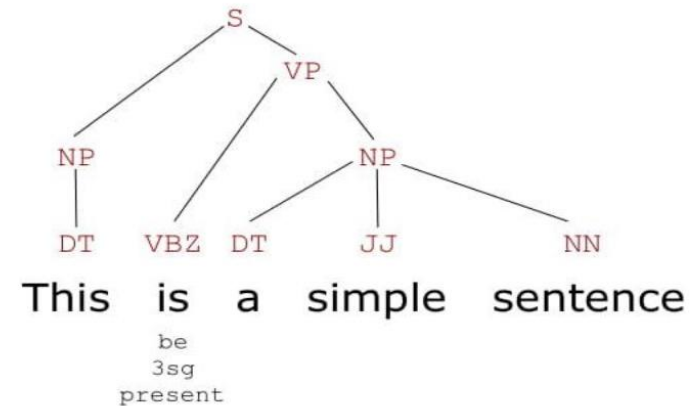 S
VP
NP NP
DT VBZ DT JJ NN
This is a simple sentence
be
3sg
present